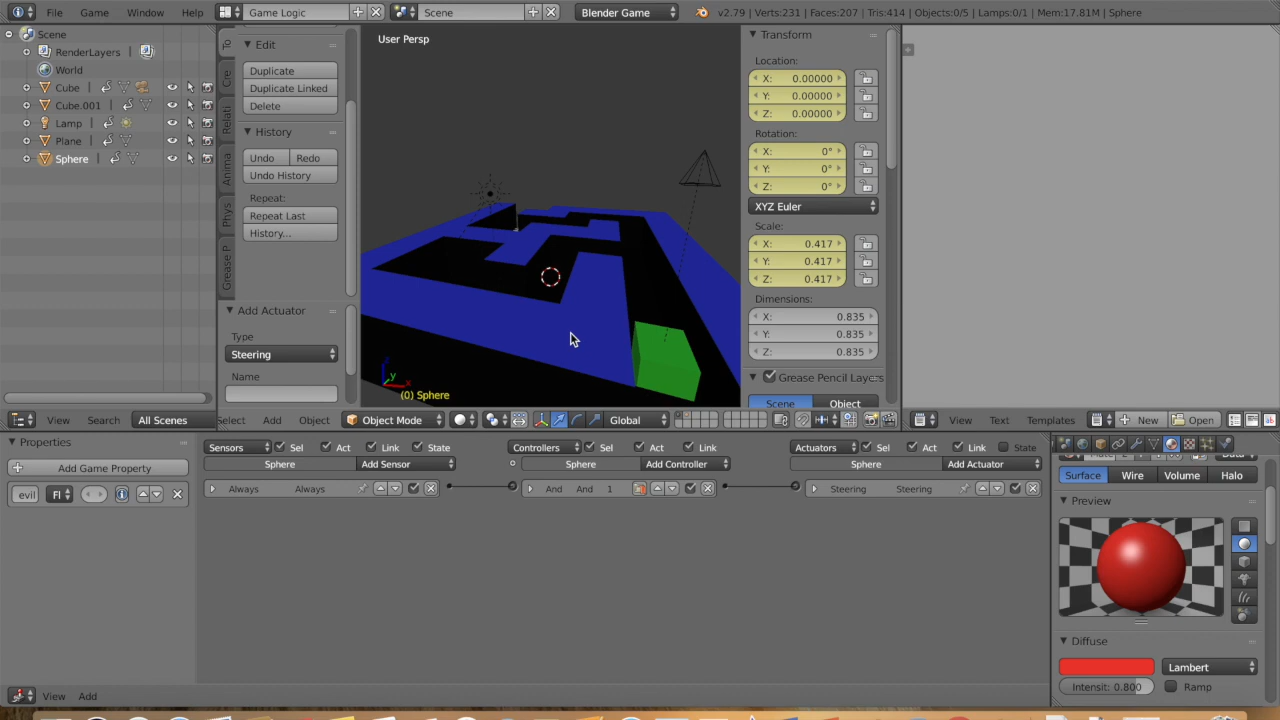 File Game Window Help Game Logic Scene Blender Game v2.79 | Verts:231 | Faces:207 | Tris:414 | Objects:0/5 | Lamps:0/1 | Mem:17.81M | Sphere
Scene
RenderLayers
World
Cube
Cube.001
Lamp
Plane
Sphere
View Search All Scenes
To
Cre
Relati
Anima
Phys
Grease P
Edit
Duplicate
Duplicate Linked
Delete
History
Undo Redo
Undo History
Repeat:
Repeat Last
History...
Add Actuator
Type
Steering
Name
User Persp
(0) Sphere
Select Add Object Object Mode Global
Transform
Location:
X: 0.00000
Y: 0.00000
Z: 0.00000
Rotation:
X: 0°
Y: 0°
Z: 0°
XYZ Euler
Scale:
X: 0.417
Y: 0.417
Z: 0.417
Dimensions:
X: 0.835
Y: 0.835
Z: 0.835
Grease Pencil Layers
Scene Object
View Text Templates New Open
Properties
Add Game Property
evil Fl
Sensors Sel Act Link State
Sphere Add Sensor
Always Always
Controllers Sel Act Link
Sphere Add Controller
And And 1
Actuators Sel Act Link State
Sphere Add Actuator
Steering Steering
View Add
Data
Surface Wire Volume Halo
Preview
Diffuse
Lambert
Intensit: 0.800 Ramp